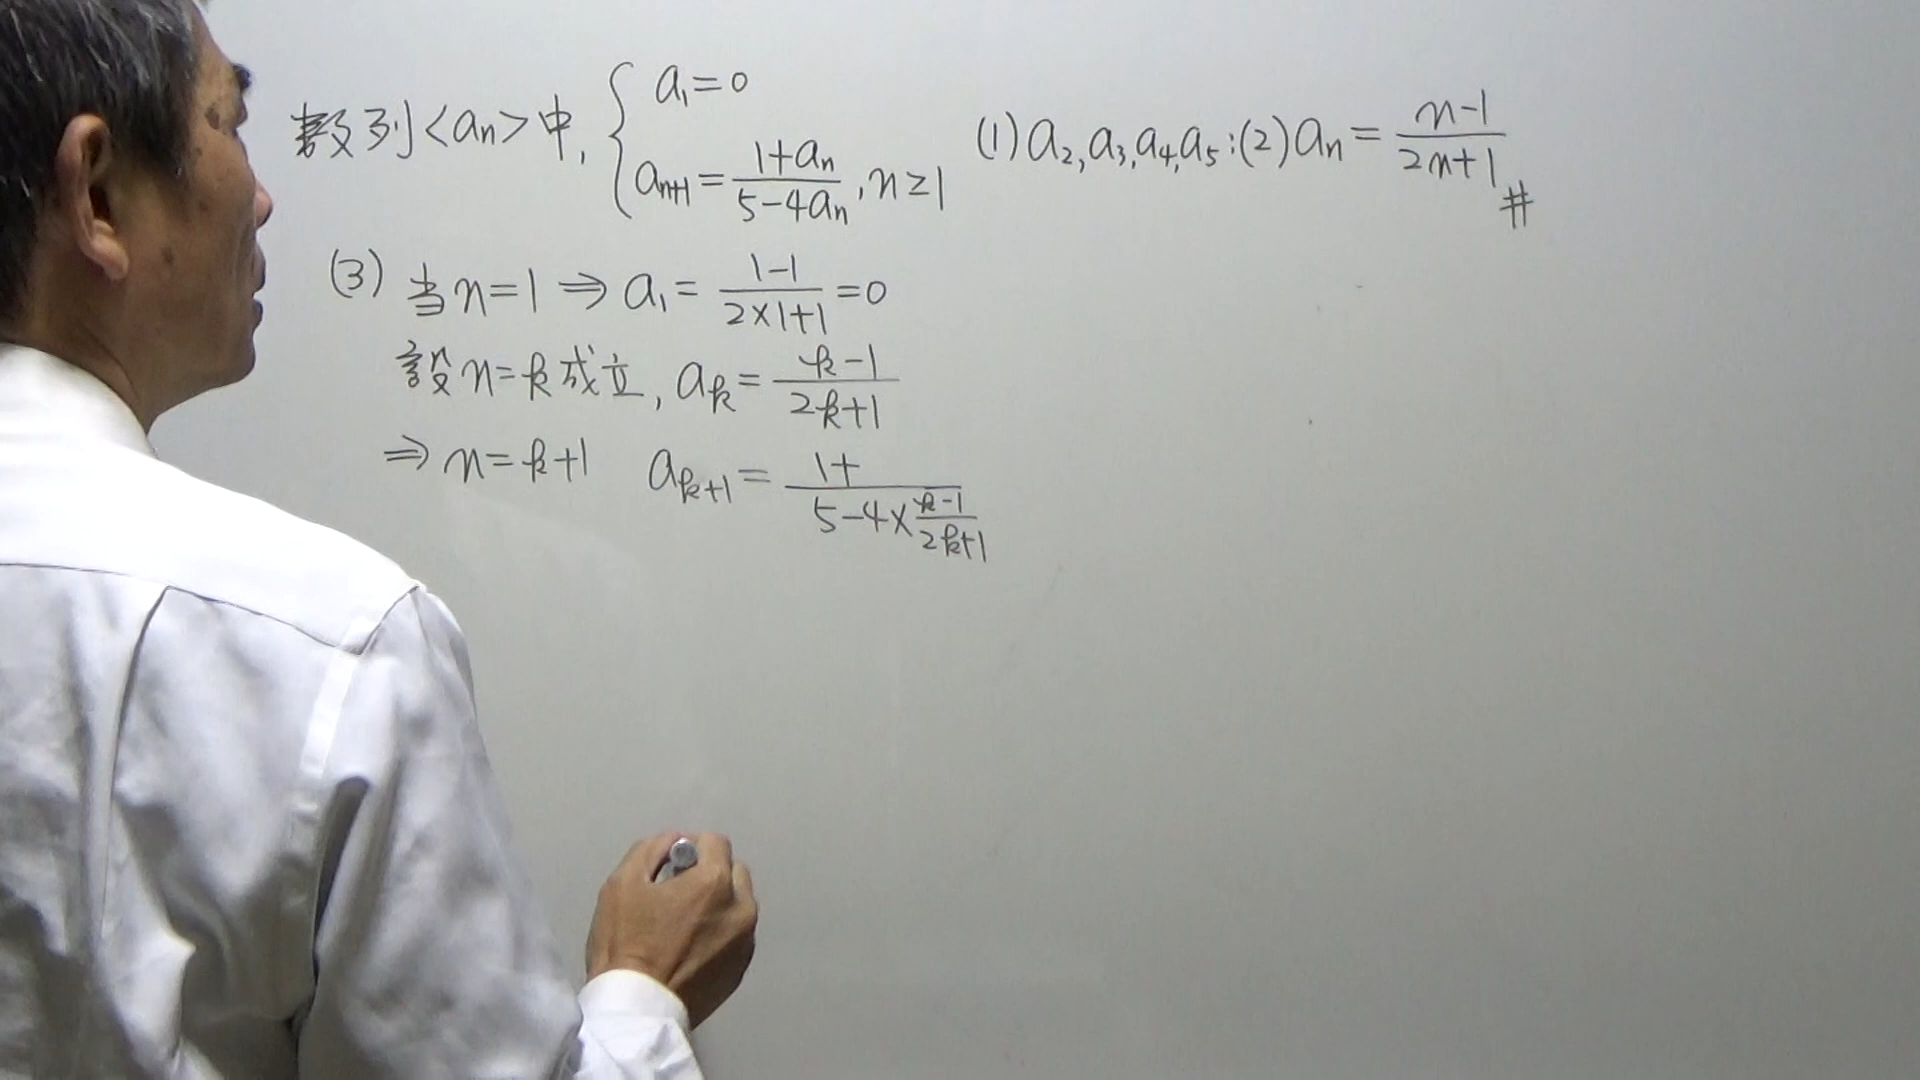 數列<aₙ>中, { a₁=0
aₙ₊₁ = (1+aₙ)/(5-4aₙ), n≥1
(1) a₂,a₃,a₄,a₅:(2) aₙ = (n-1)/(2n+1) #
(3) 当 n=1 ⇒ a₁ = (1-1)/(2×1+1) =0
設 n=k 成立, aₖ = (k-1)/(2k+1)
⇒ n=k+1 aₖ₊₁ = (1+)/(5-4×(k-1)/(2k+1))